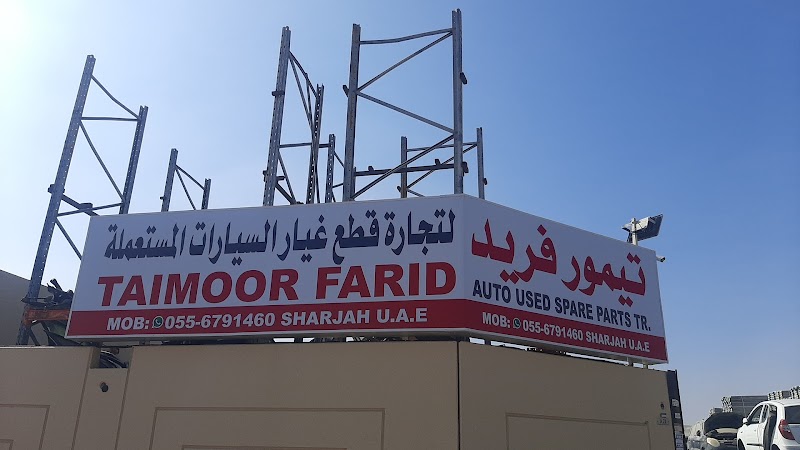 تيمور فريد
لتجارة قطع غيار السيارات المستعملة
TAIMOOR FARID
AUTO USED SPARE PARTS TR.
MOB: 055-6791460 SHARJAH U.A.E
MOB: 055-6791460 SHARJAH U.A.E